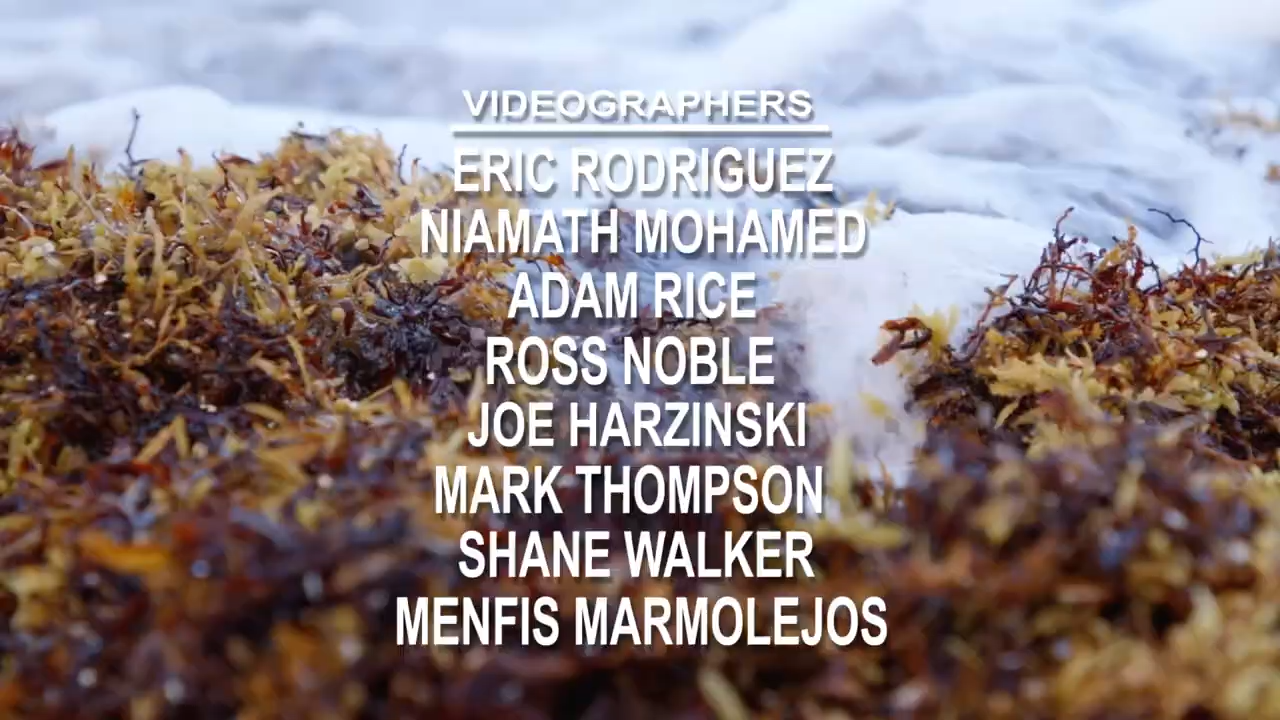 VIDEOGRAPHERS
ERIC RODRIGUEZ
NIAMATH MOHAMED
ADAM RICE
ROSS NOBLE
JOE HARZINSKI
MARK THOMPSON
SHANE WALKER
MENFIS MARMOLEJOS